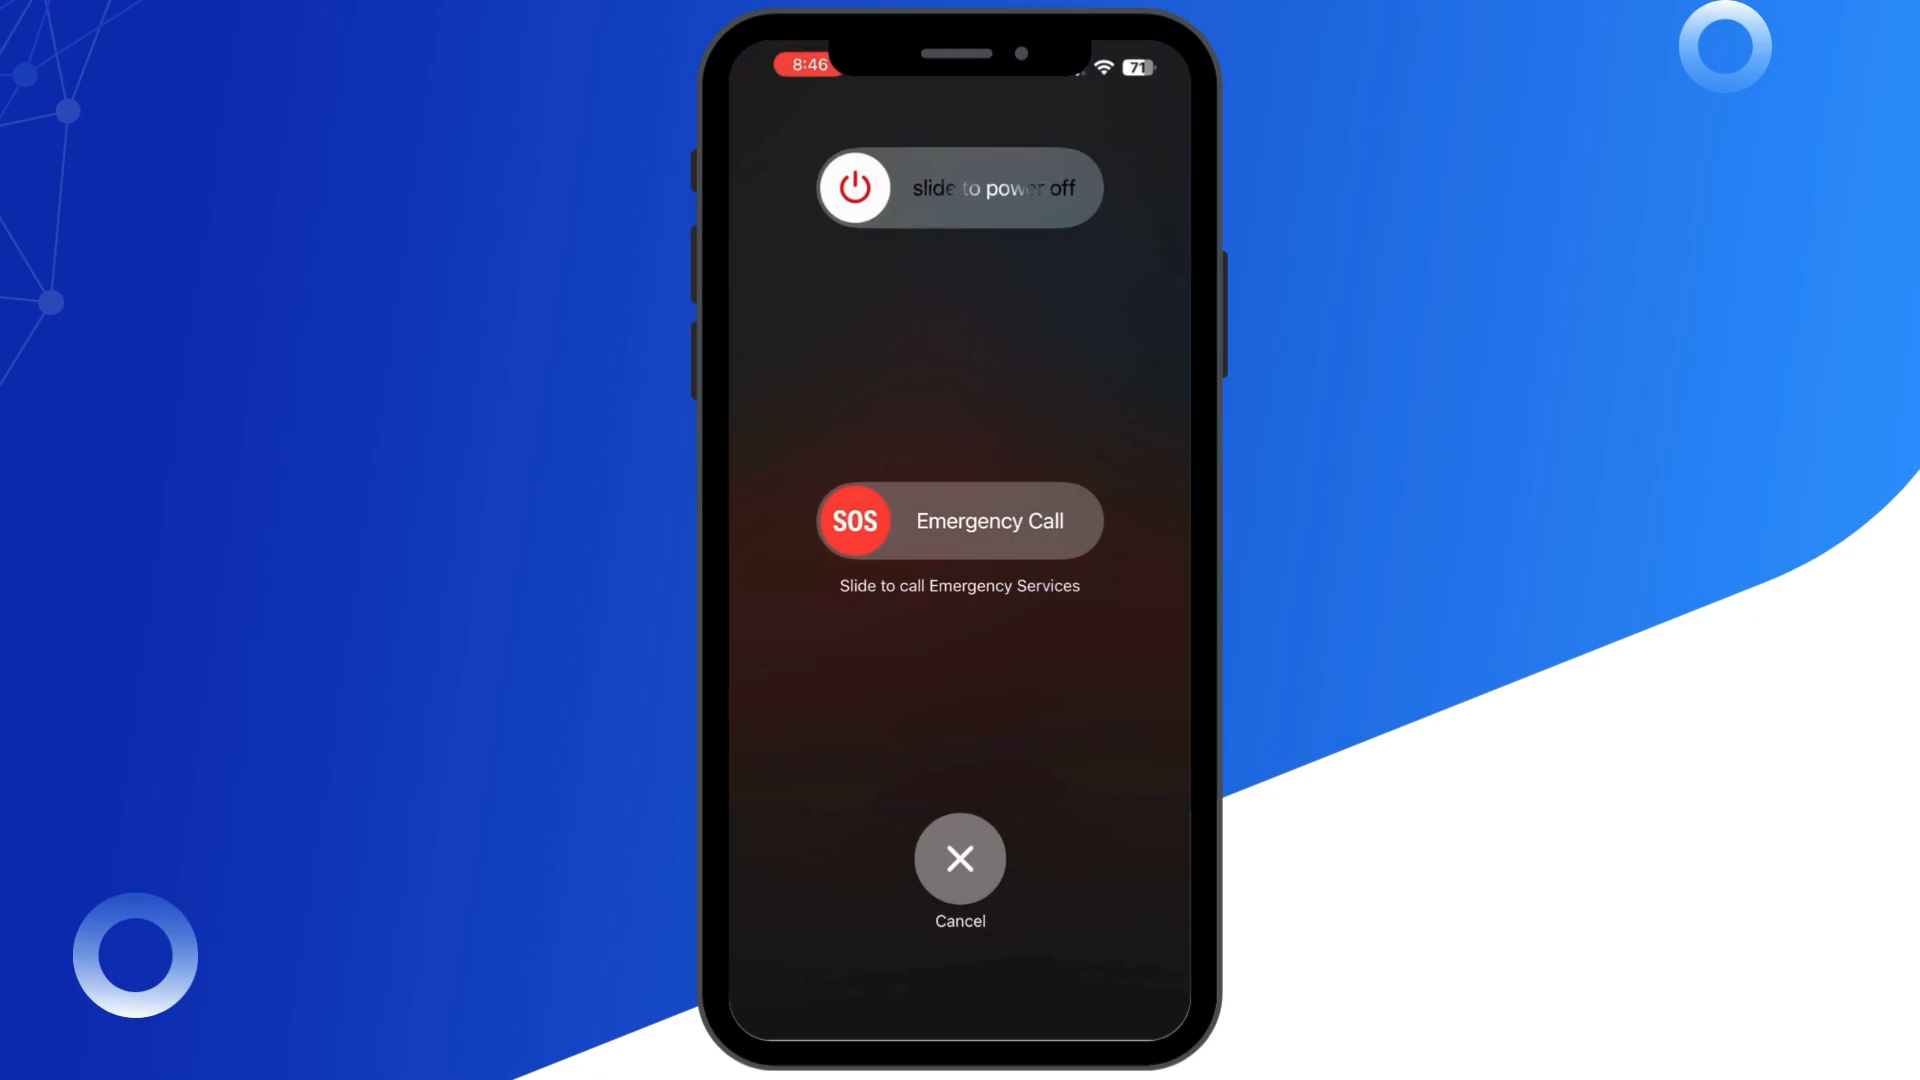 8:46
71
slide to power off
SOS
Emergency Call
Slide to call Emergency Services
Cancel